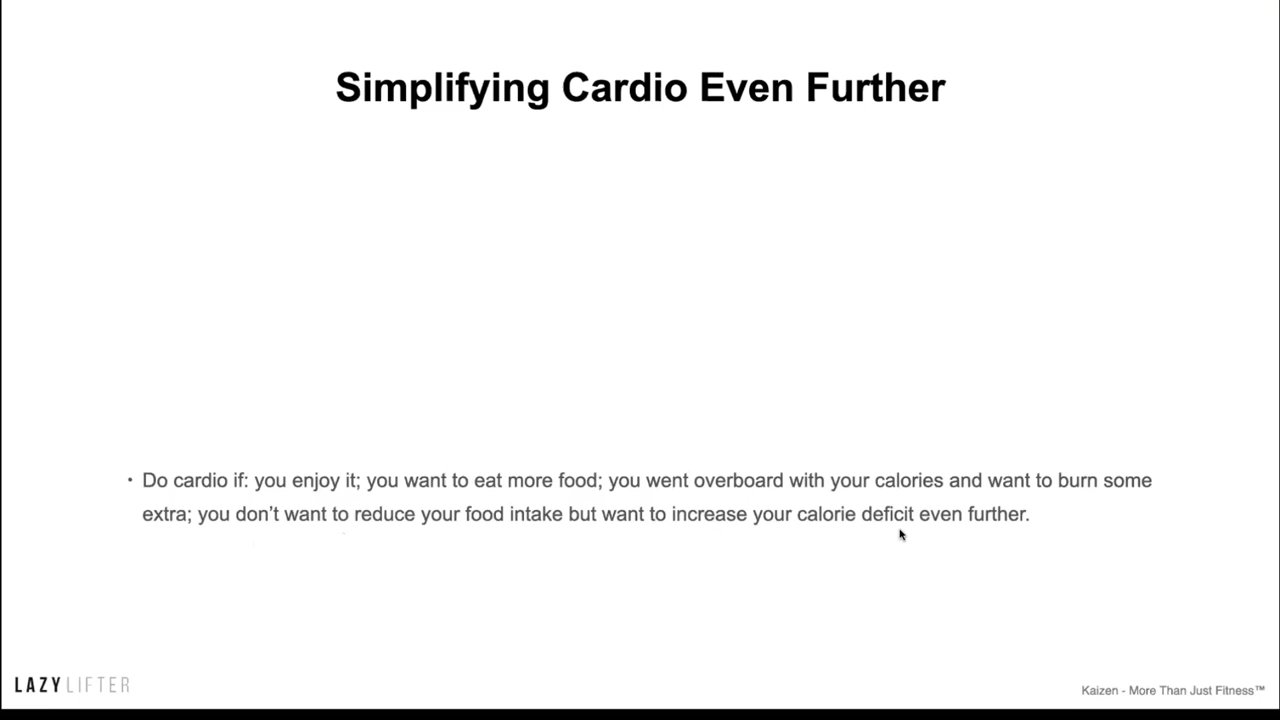 Simplifying Cardio Even Further
· Do cardio if: you enjoy it; you want to eat more food; you went overboard with your calories and want to burn some
extra; you don’t want to reduce your food intake but want to increase your calorie deficit even further.
LAZYLIFTER
Kaizen - More Than Just Fitness™